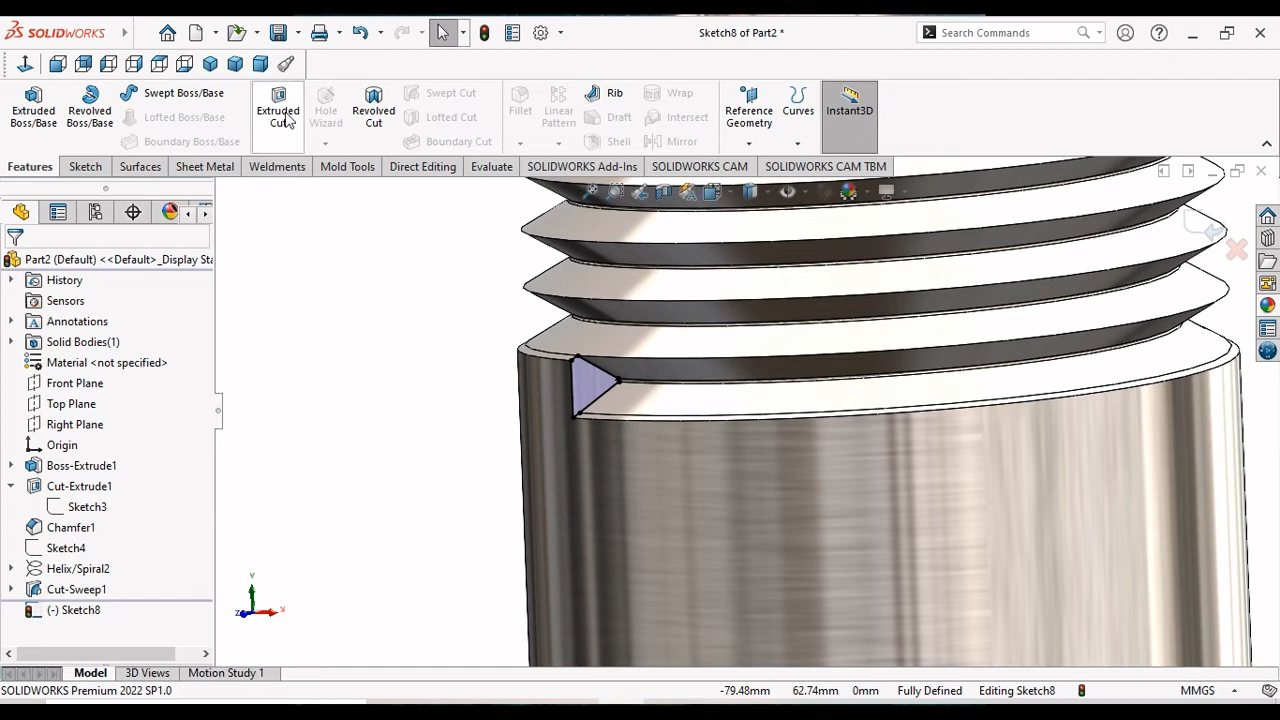 SOLIDWORKS
Sketch8 of Part2 *
Search Commands
Extruded Boss/Base
Revolved Boss/Base
Swept Boss/Base
Lofted Boss/Base
Boundary Boss/Base
Extruded Cut
Hole Wizard
Revolved Cut
Swept Cut
Lofted Cut
Boundary Cut
Fillet
Linear Pattern
Rib
Draft
Shell
Wrap
Intersect
Mirror
Reference Geometry
Curves
Instant3D
Features Sketch Surfaces Sheet Metal Weldments Mold Tools Direct Editing Evaluate SOLIDWORKS Add-Ins SOLIDWORKS CAM SOLIDWORKS CAM TBM
Part2 (Default) <<Default>_Display Sta
History
Sensors
Annotations
Solid Bodies(1)
Material <not specified>
Front Plane
Top Plane
Right Plane
Origin
Boss-Extrude1
Cut-Extrude1
Sketch3
Chamfer1
Sketch4
Helix/Spiral2
Cut-Sweep1
(-) Sketch8
Y
Z
X
Model 3D Views Motion Study 1
SOLIDWORKS Premium 2022 SP1.0
-79.48mm 62.74mm 0mm Fully Defined Editing Sketch8 MMGS